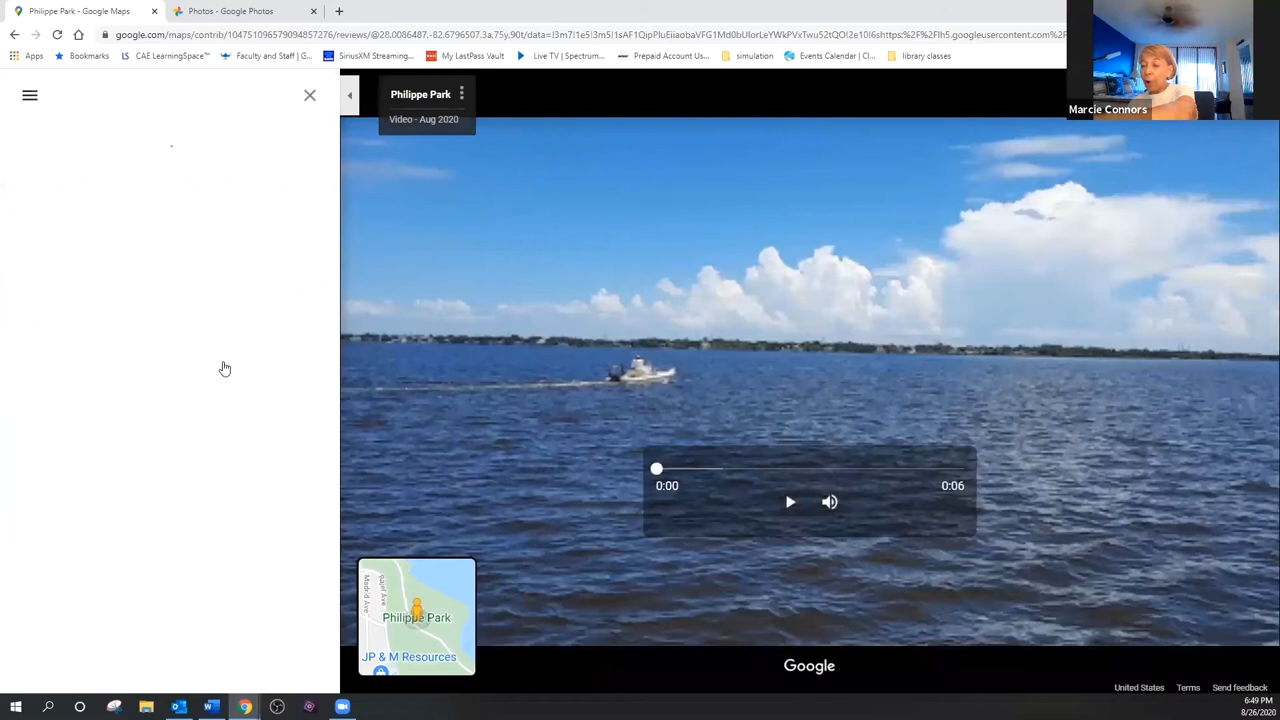 Philippe Park - Google Maps
Photos - Google Photos
Apps
Bookmarks
CAE LearningSpace™
Faculty and Staff | G...
SiriusXM Streaming...
My LastPass Vault
Live TV | Spectrum...
Prepaid Account Us...
simulation
Events Calendar | Cl...
library classes
Marcie Connors
Philippe Park
Video - Aug 2020
0:00
0:06
Madrid Ave
Philippe Park
JP & M Resources
Google
United States
Terms
Send feedback
6:49 PM
8/26/2020